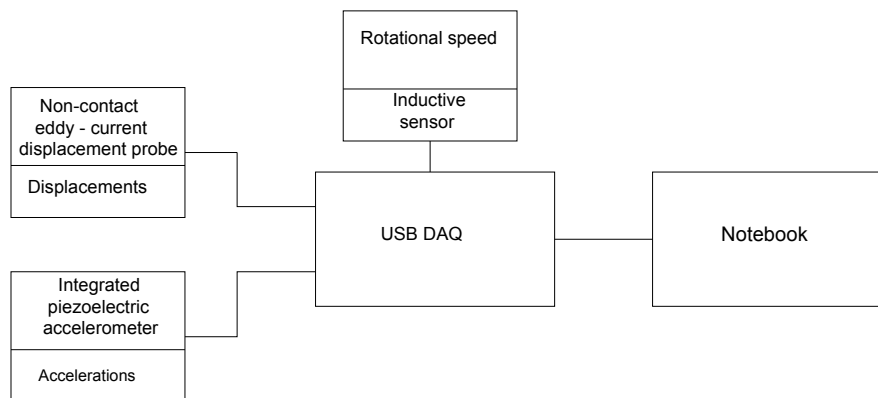 Rotational speed
Inductive
sensor
Non-contact
eddy - current
displacement probe
Displacements
USB DAQ
Notebook
Integrated
piezoelectric
accelerometer
Accelerations